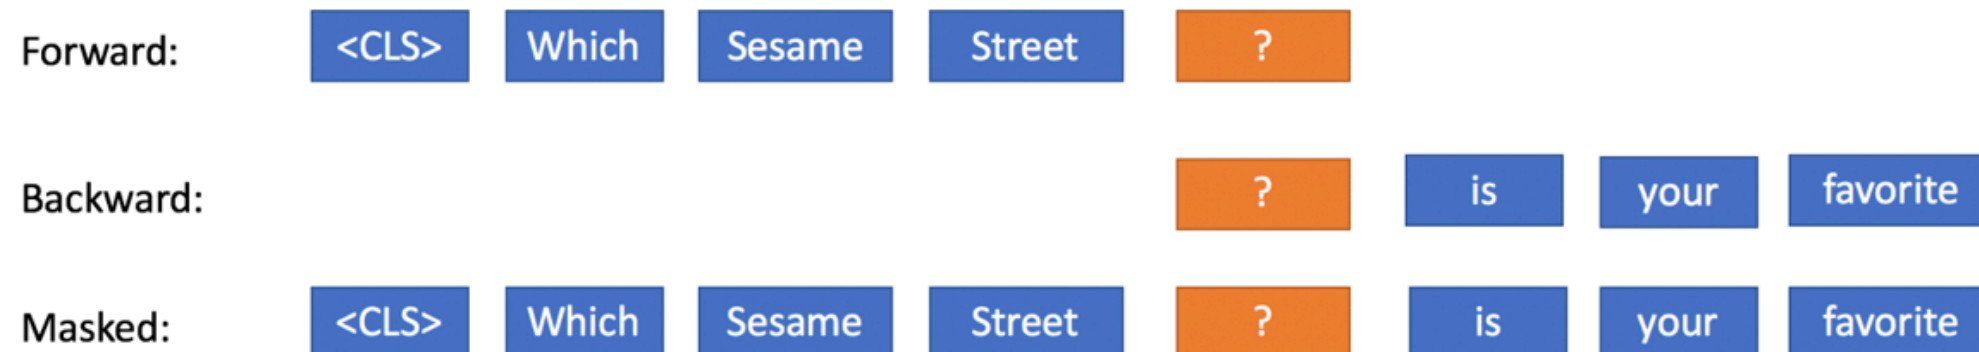 Forward: <CLS> Which Sesame Street ?
Backward: ? is your favorite
Masked: <CLS> Which Sesame Street ? is your favorite